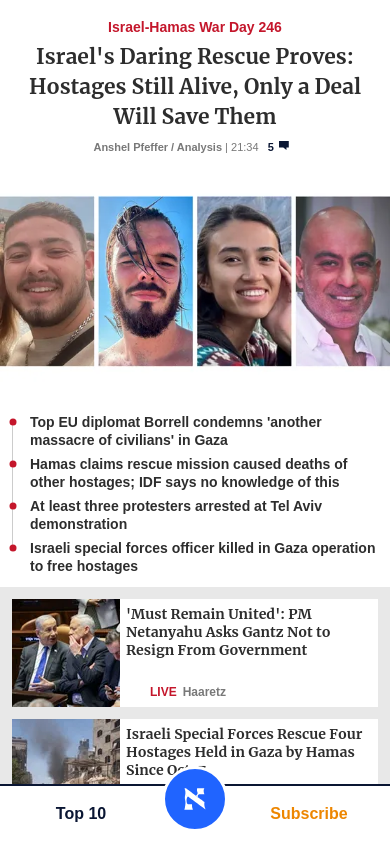 Israel-Hamas War Day 246
Israel's Daring Rescue Proves:
Hostages Still Alive, Only a Deal
Will Save Them
Anshel Pfeffer / Analysis | 21:34 5
Top EU diplomat Borrell condemns 'another
massacre of civilians' in Gaza
Hamas claims rescue mission caused deaths of
other hostages; IDF says no knowledge of this
At least three protesters arrested at Tel Aviv
demonstration
Israeli special forces officer killed in Gaza operation
to free hostages
'Must Remain United': PM
Netanyahu Asks Gantz Not to
Resign From Government
LIVE Haaretz
Israeli Special Forces Rescue Four
Hostages Held in Gaza by Hamas
Since
Top 10
Subscribe